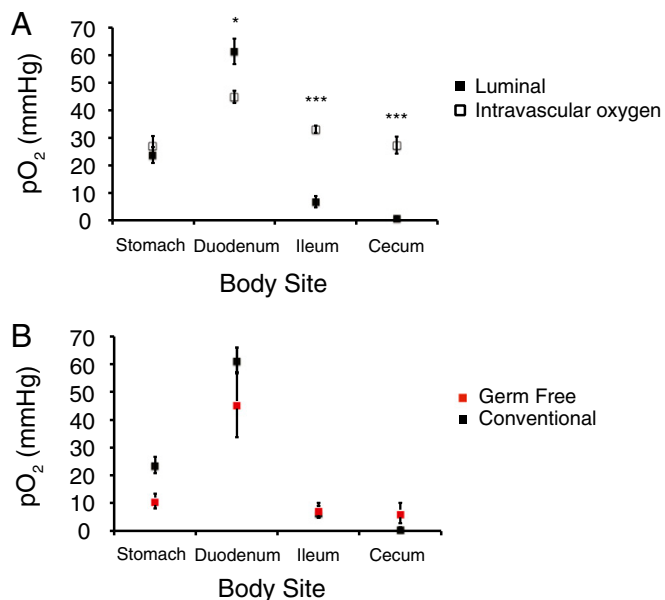 A
pO2 (mmHg)
70
60
50
40
30
20
10
0
*
***
***
Stomach Duodenum Ileum Cecum
Body Site
Luminal
Intravascular oxygen
B
pO2 (mmHg)
70
60
50
40
30
20
10
0
Stomach Duodenum Ileum Cecum
Body Site
Germ Free
Conventional